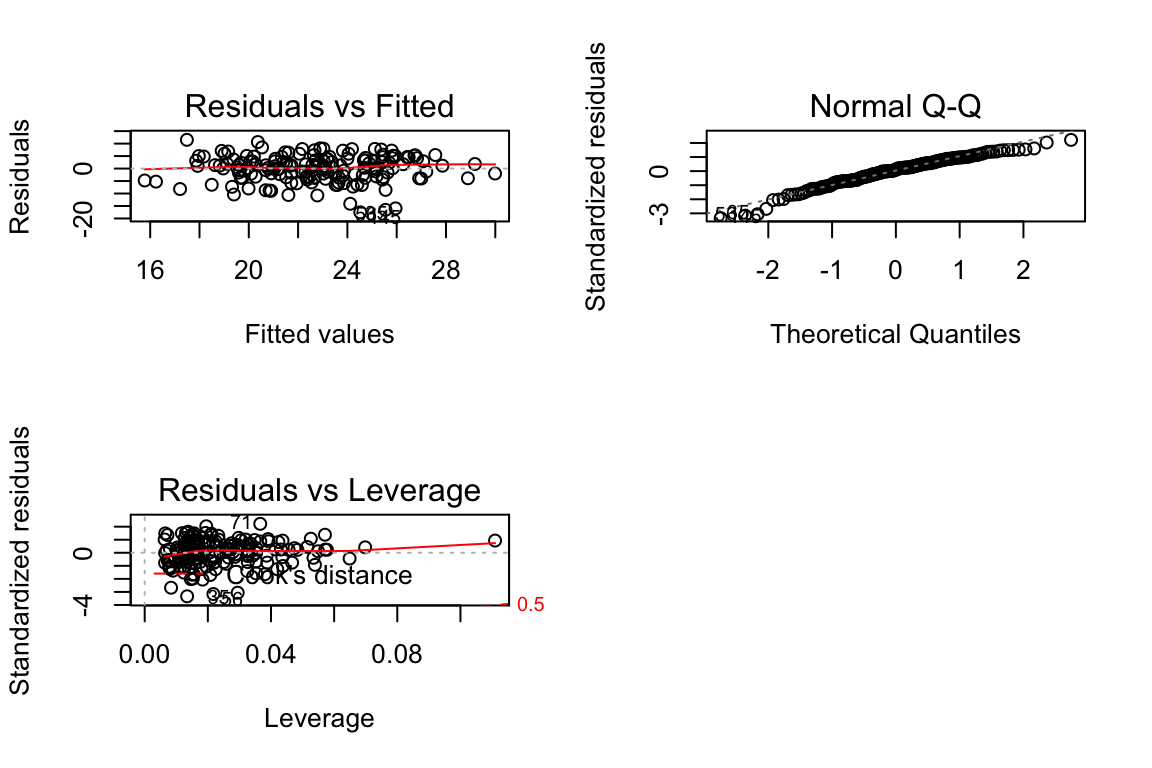 Residuals vs Fitted
Residuals
0
-20
16 20 24 28
Fitted values
Normal Q-Q
Standardized residuals
0
-3
-2 -1 0 1 2
Theoretical Quantiles
Residuals vs Leverage
Standardized residuals
0
-4
71
Cook's distance
0.5
0.00 0.04 0.08
Leverage